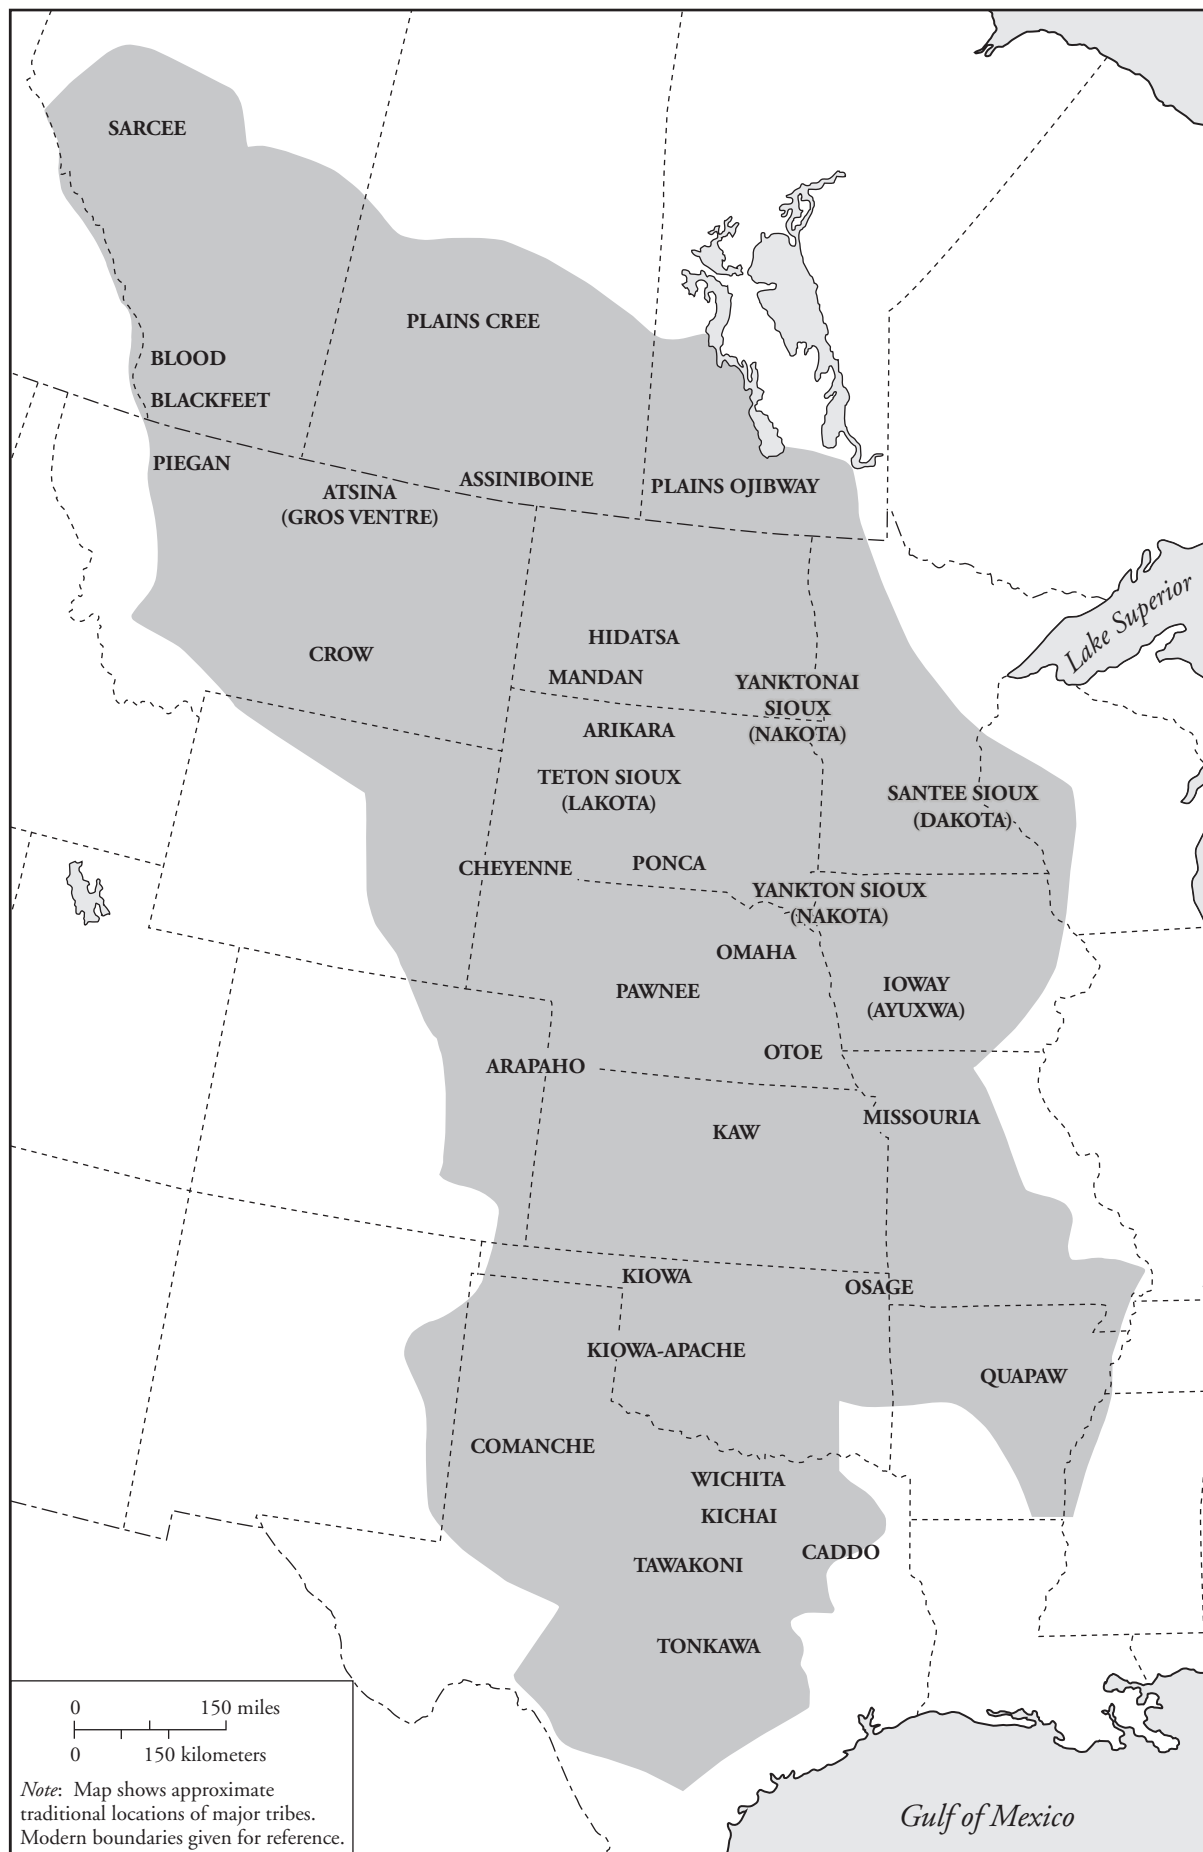 SARCEE
PLAINS CREE
BLOOD
BLACKFEET
PIEGAN
ASSINIBOINE
PLAINS OJIBWAY
ATSINA
(GROS VENTRE)
Lake Superior
HIDATSA
CROW
MANDAN
YANKTONAI
SIOUX
(NAKOTA)
ARIKARA
TETON SIOUX
(LAKOTA)
SANTEE SIOUX
(DAKOTA)
CHEYENNE
PONCA
YANKTON SIOUX
(NAKOTA)
OMAHA
PAWNEE
IOWAY
(AYUXWA)
OTOE
ARAPAHO
MISSOURIA
KAW
KIOWA
OSAGE
KIOWA-APACHE
QUAPAW
COMANCHE
WICHITA
KICHAI
CADDO
TAWAKONI
TONKAWA
0 150 miles
0 150 kilometers
Note: Map shows approximate
traditional locations of major tribes.
Modern boundaries given for reference.
Gulf of Mexico